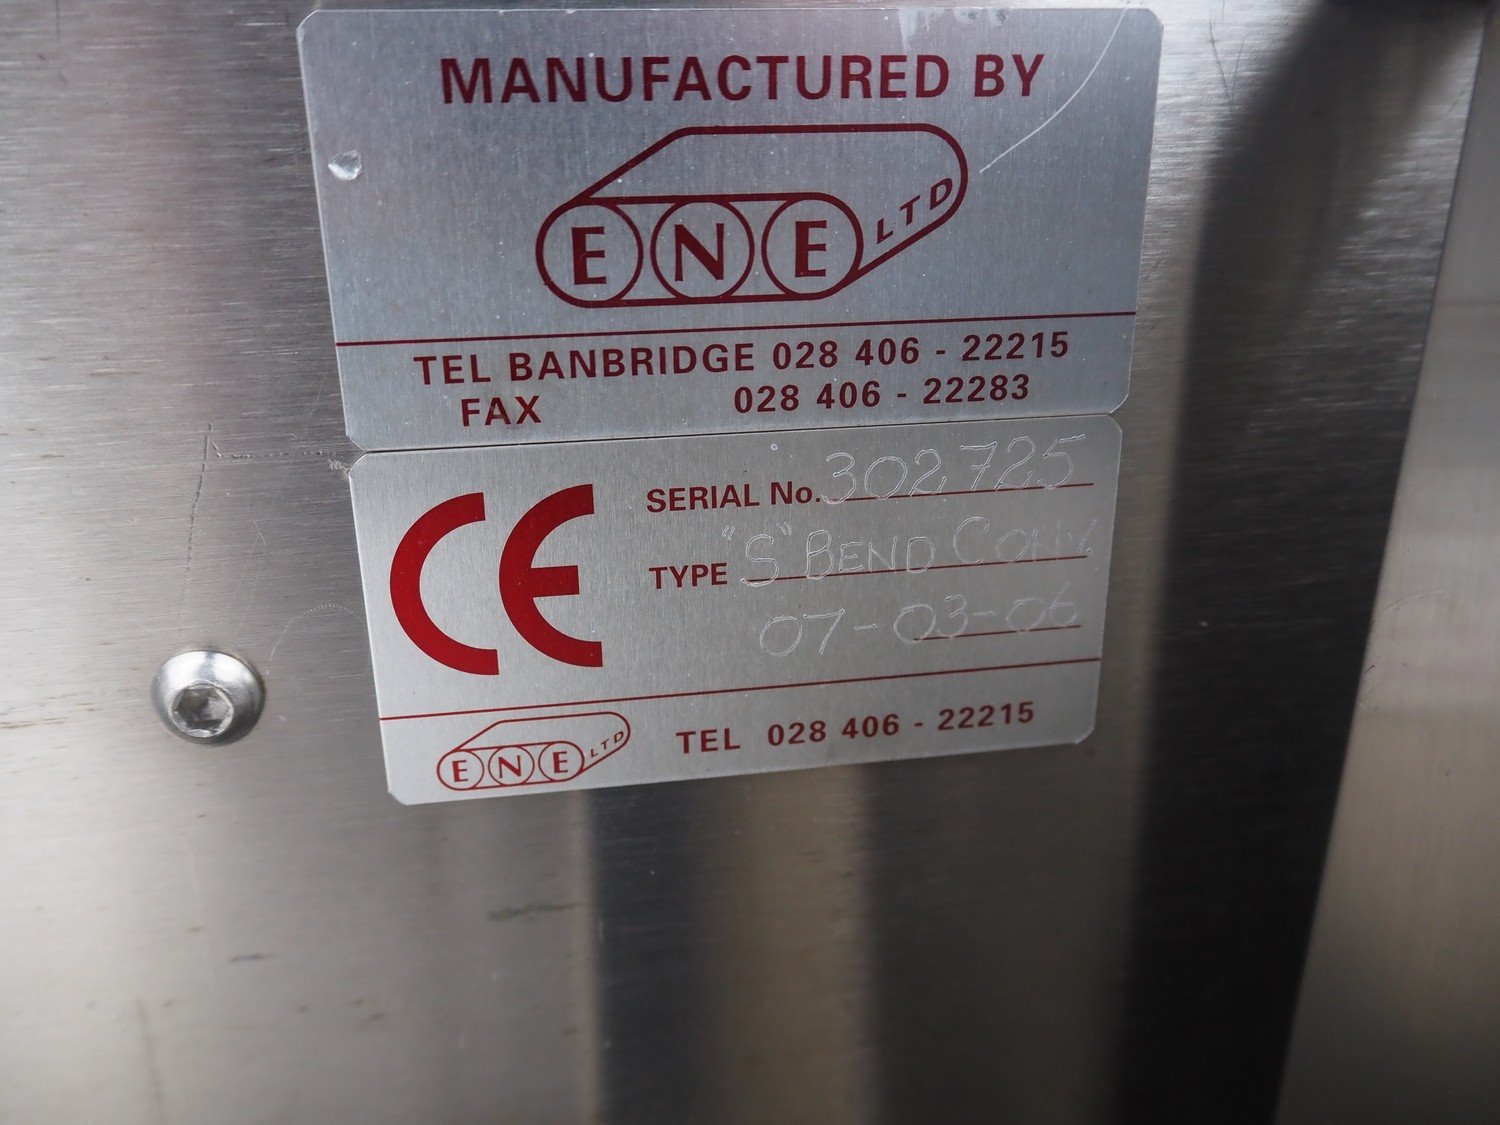 MANUFACTURED BY
ENE LTD
TEL BANBRIDGE 028 406 - 22215
FAX 028 406 - 22283
CE
SERIAL No. 302725
TYPE "S" BEND CONV
07-03-06
ENE LTD
TEL 028 406 - 22215